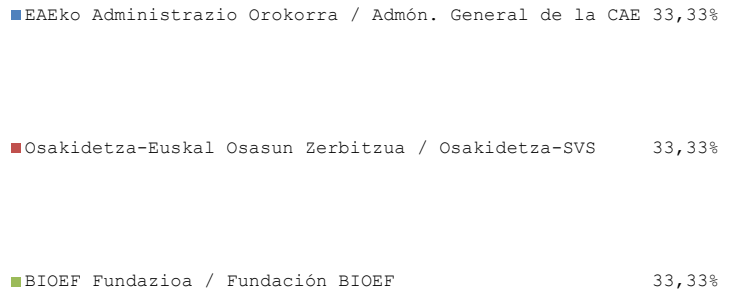 EAEko Administrazio Orokorra / Admón. General de la CAE 33,33%
Osakidetza-Euskal Osasun Zerbitzua / Osakidetza-SVS 33,33%
BIOEF Fundazioa / Fundación BIOEF 33,33%